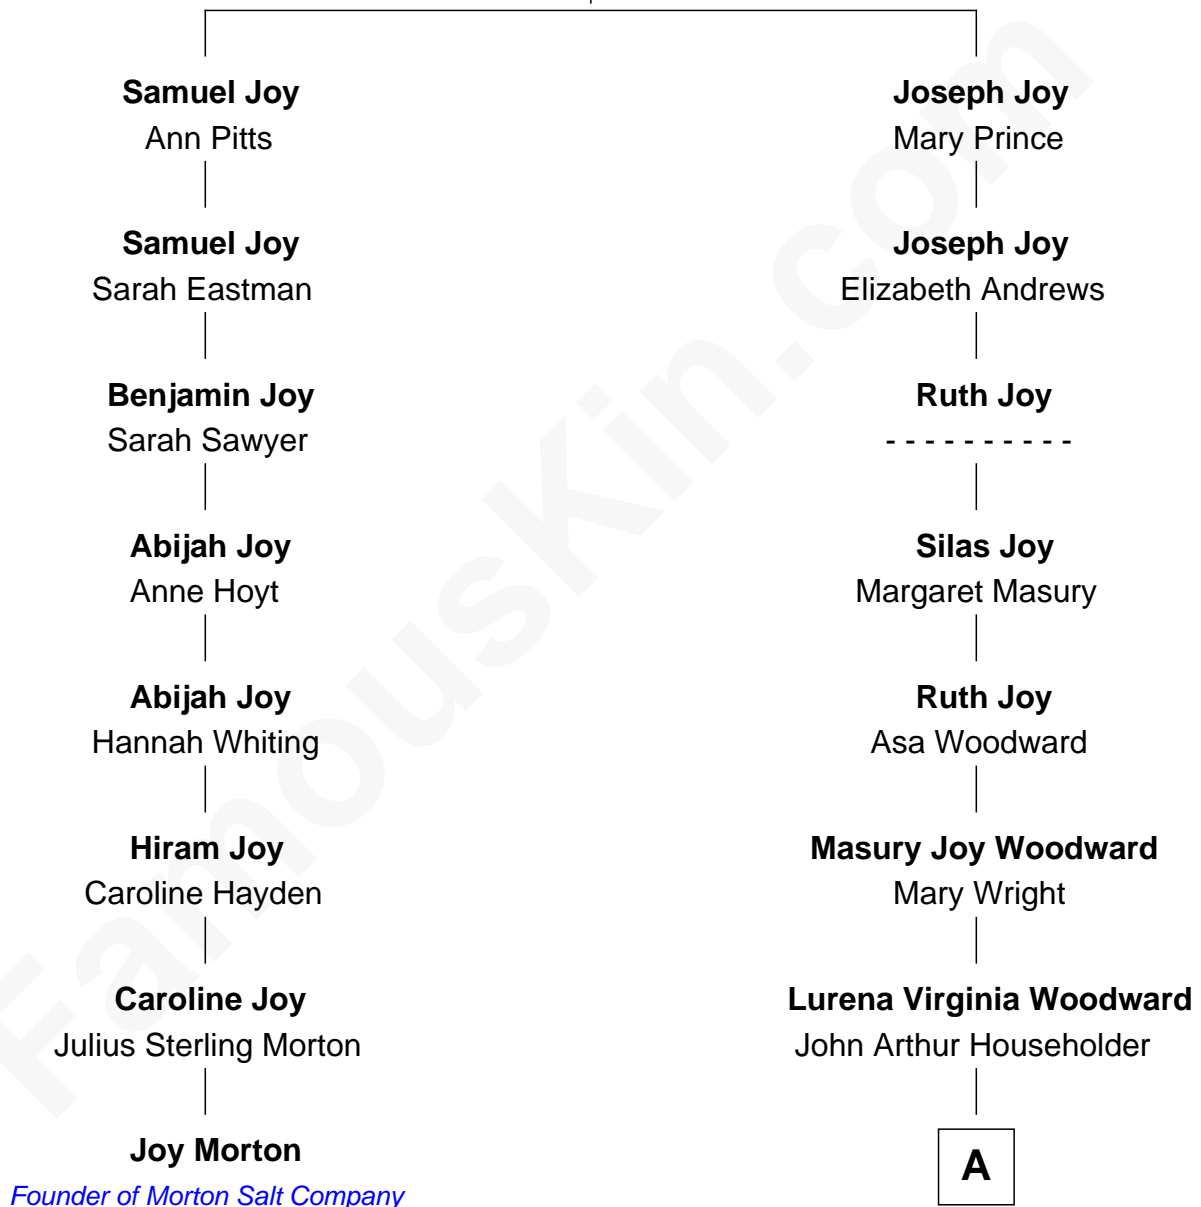 Samuel Joy
Ann Pitts
Samuel Joy
Sarah Eastman
Benjamin Joy
Sarah Sawyer
Abijah Joy
Anne Hoyt
Abijah Joy
Hannah Whiting
Hiram Joy
Caroline Hayden
Caroline Joy
Julius Sterling Morton
Joy Morton
Founder of Morton Salt Company
Joseph Joy
Mary Prince
Joseph Joy
Elizabeth Andrews
Ruth Joy
- - - - - - - - - -
Silas Joy
Margaret Masury
Ruth Joy
Asa Woodward
Masury Joy Woodward
Mary Wright
Lurena Virginia Woodward
John Arthur Householder
A
FamousKin.com